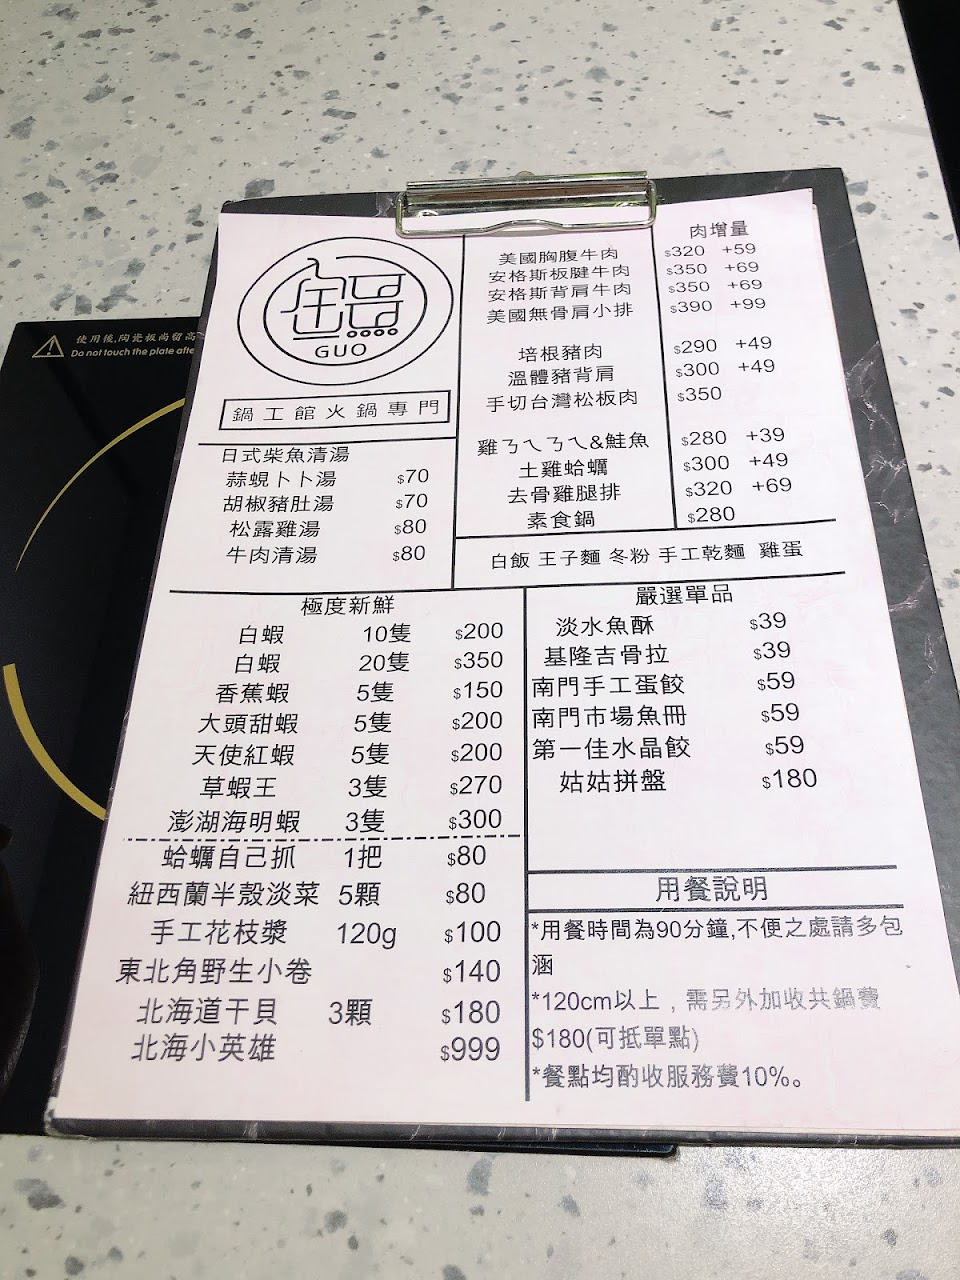 使用後,陶瓷板尚留高
Do not touch the plate afte
GUO
鍋工館火鍋專門
日式柴魚清湯
蒜蜆卜卜湯 $70
胡椒豬肚湯 $70
松露雞湯 $80
牛肉清湯 $80
肉增量
美國胸腹牛肉 $320 +59
安格斯板腱牛肉 $350 +69
安格斯背肩牛肉 $350 +69
美國無骨肩小排 $390 +99
培根豬肉 $290 +49
溫體豬背肩 $300 +49
手切台灣松板肉 $350
雞ㄋㄟㄋㄟ&鮭魚 $280 +39
土雞蛤蠣 $300 +49
去骨雞腿排 $320 +69
素食鍋 $280
白飯 王子麵 冬粉 手工乾麵 雞蛋
極度新鮮
白蝦 10隻 $200
白蝦 20隻 $350
香蕉蝦 5隻 $150
大頭甜蝦 5隻 $200
天使紅蝦 5隻 $200
草蝦王 3隻 $270
澎湖海明蝦 3隻 $300
蛤蠣自己抓 1把 $80
紐西蘭半殼淡菜 5顆 $80
手工花枝漿 120g $100
東北角野生小卷 $140
北海道干貝 3顆 $180
北海小英雄 $999
嚴選單品
淡水魚酥 $39
基隆吉骨拉 $39
南門手工蛋餃 $59
南門市場魚冊 $59
第一佳水晶餃 $59
姑姑拼盤 $180
用餐說明
*用餐時間為90分鐘,不便之處請多包
涵
*120cm以上，需另外加收共鍋費
$180(可抵單點)
*餐點均酌收服務費10%。